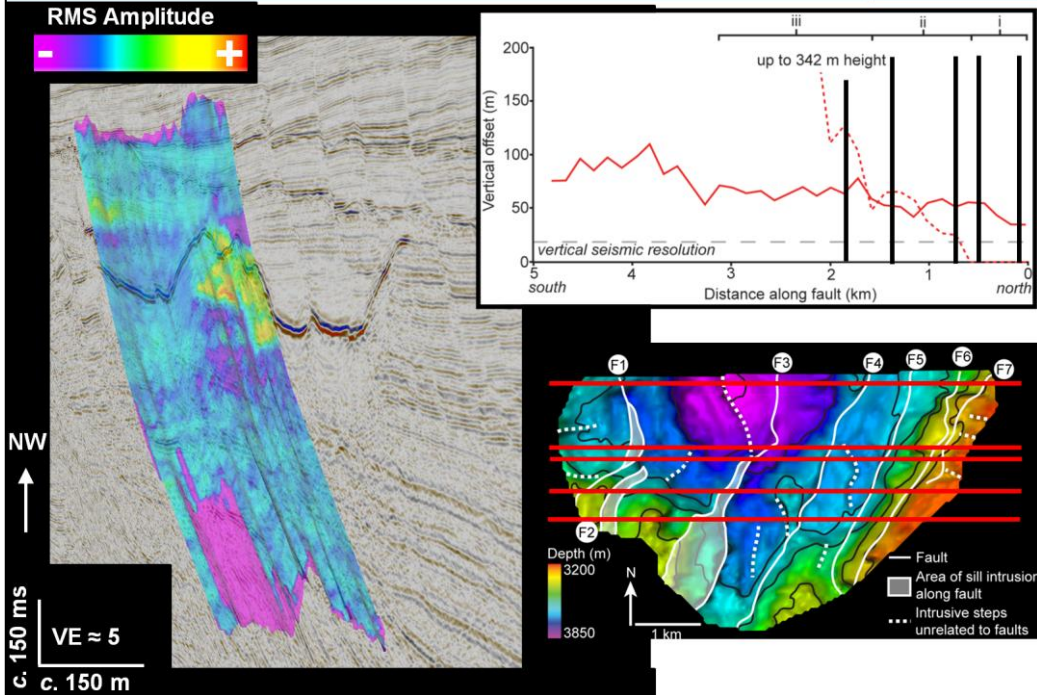 RMS Amplitude
- +
NW
c. 150 ms
VE ≈ 5
c. 150 m
iii ii i
up to 342 m height
Vertical offset (m)
200
150
100
50
0
vertical seismic resolution
5 4 3 2 1 0
south north
Distance along fault (km)
F1 F3 F4 F5 F6 F7
F2
Depth (m)
3200
3850
N
1 km
Fault
Area of sill intrusion
along fault
Intrusive steps
unrelated to faults